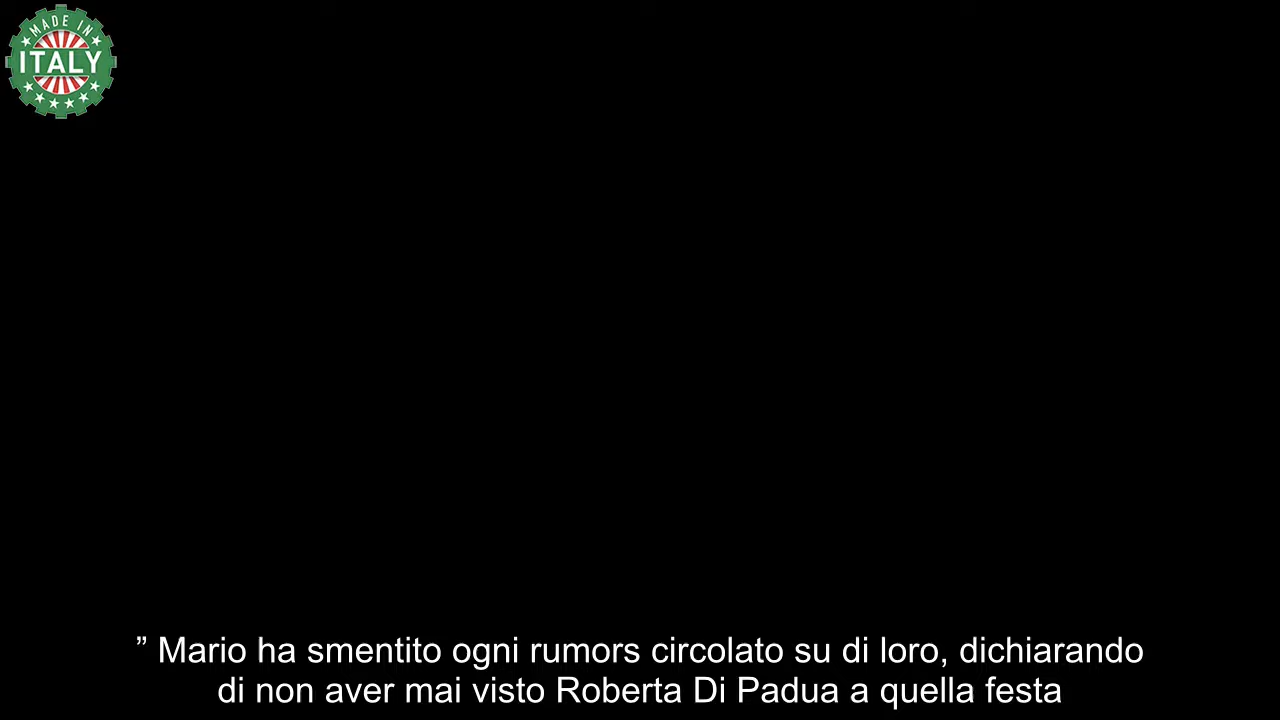 MADE IN
ITALY
” Mario ha smentito ogni rumors circolato su di loro, dichiarando
di non aver mai visto Roberta Di Padua a quella festa